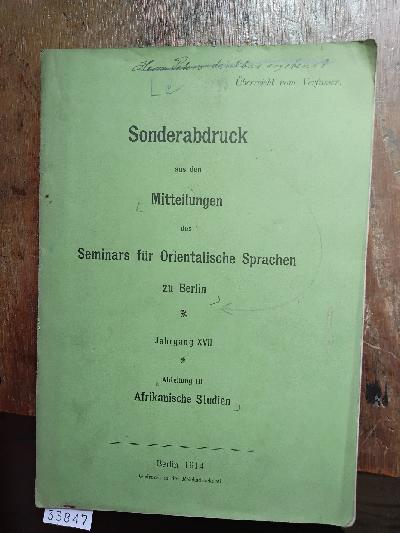 Überreicht vom Verfasser.
Sonderabdruck
aus den
Mitteilungen
des
Seminars für Orientalische Sprachen
zu Berlin
Jahrgang XVII
Abteilung III
Afrikanische Studien
Berlin 1914
33847